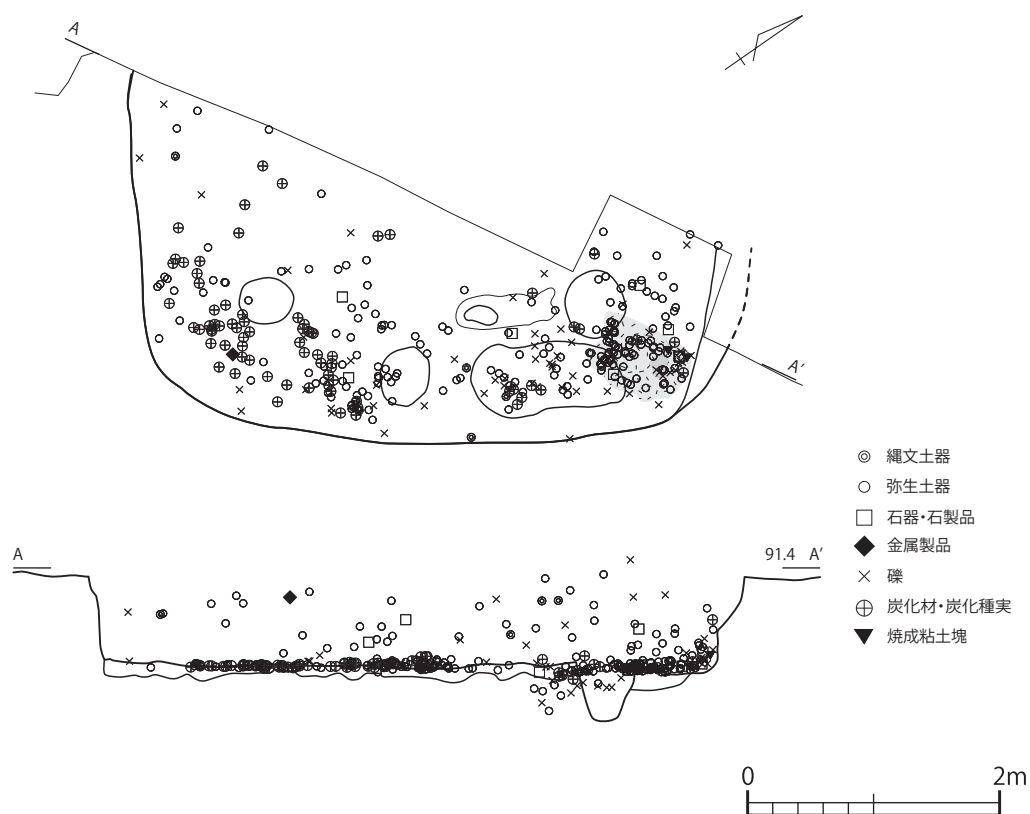 A
A′
縄文土器
弥生土器
石器・石製品
金属製品
礫
炭化材・炭化種実
焼成粘土塊
A
91.4 A′
0 2m